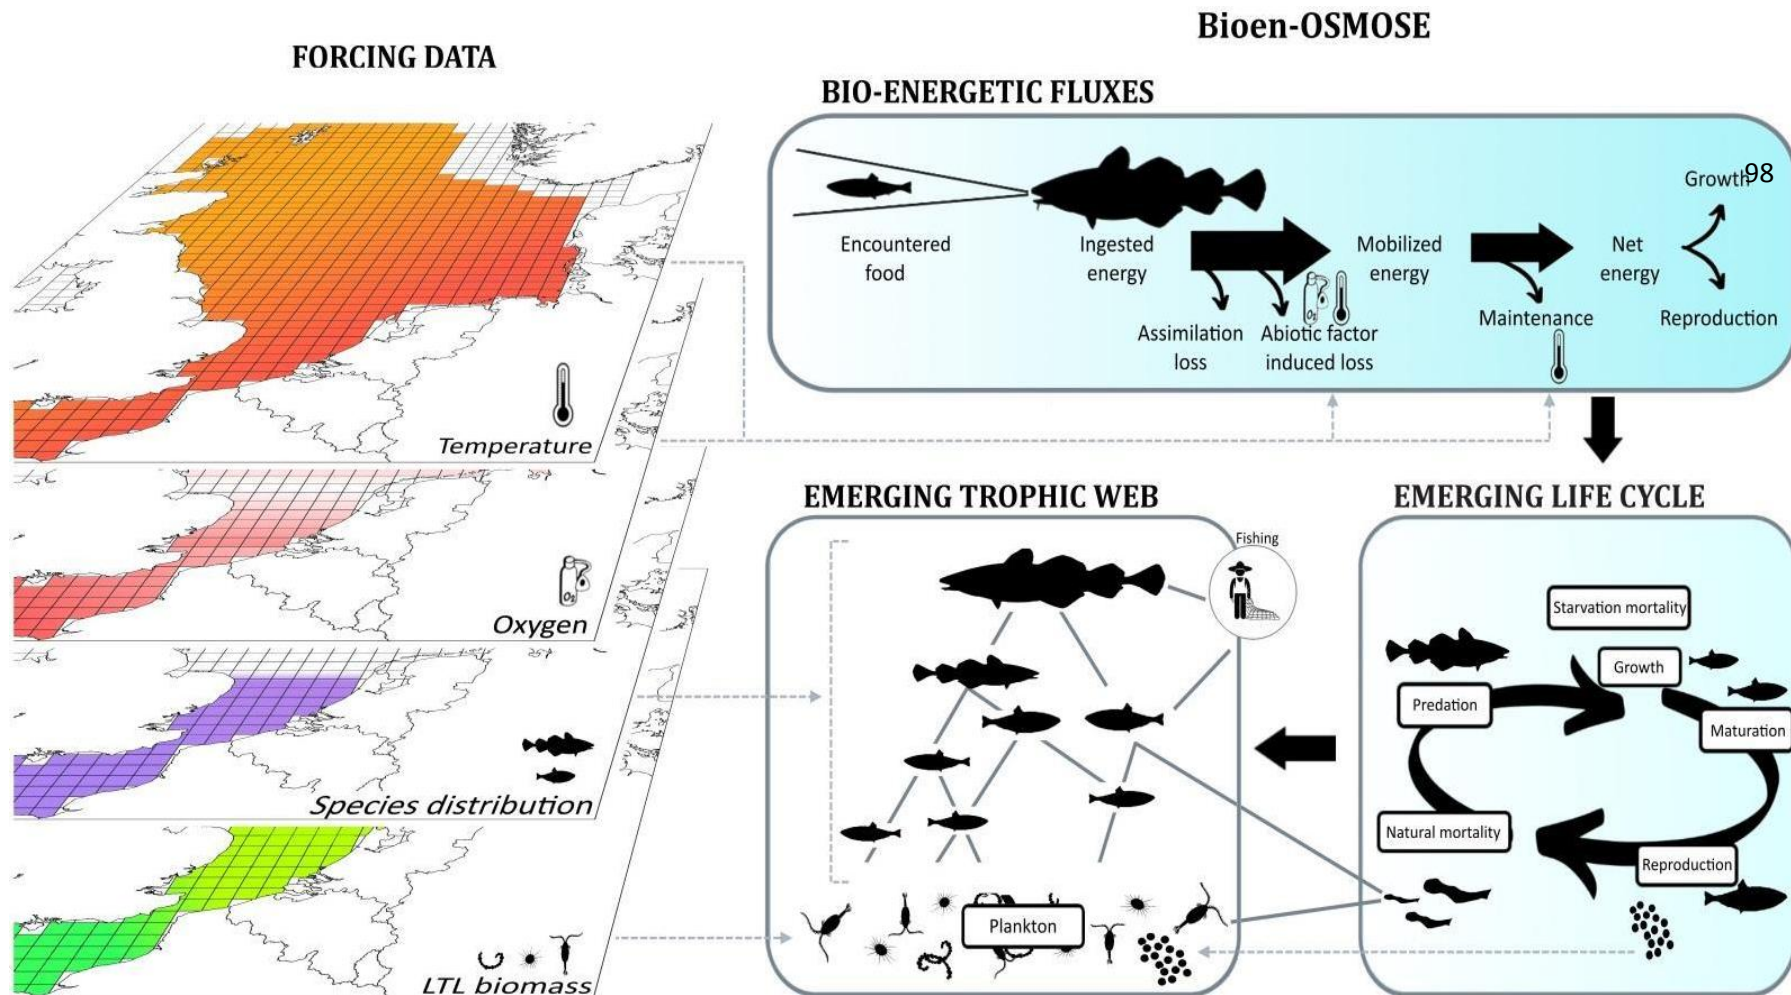 Bioen-OSMOSE
FORCING DATA
BIO-ENERGETIC FLUXES
98
Growth
Encountered
food
Ingested
energy
Mobilized
energy
Net
energy
Assimilation
loss
O₂
Abiotic factor
induced loss
Maintenance
Reproduction
Temperature
O₂
Oxygen
Species distribution
LTL biomass
EMERGING TROPHIC WEB
Fishing
Plankton
EMERGING LIFE CYCLE
Starvation mortality
Growth
Predation
Maturation
Natural mortality
Reproduction